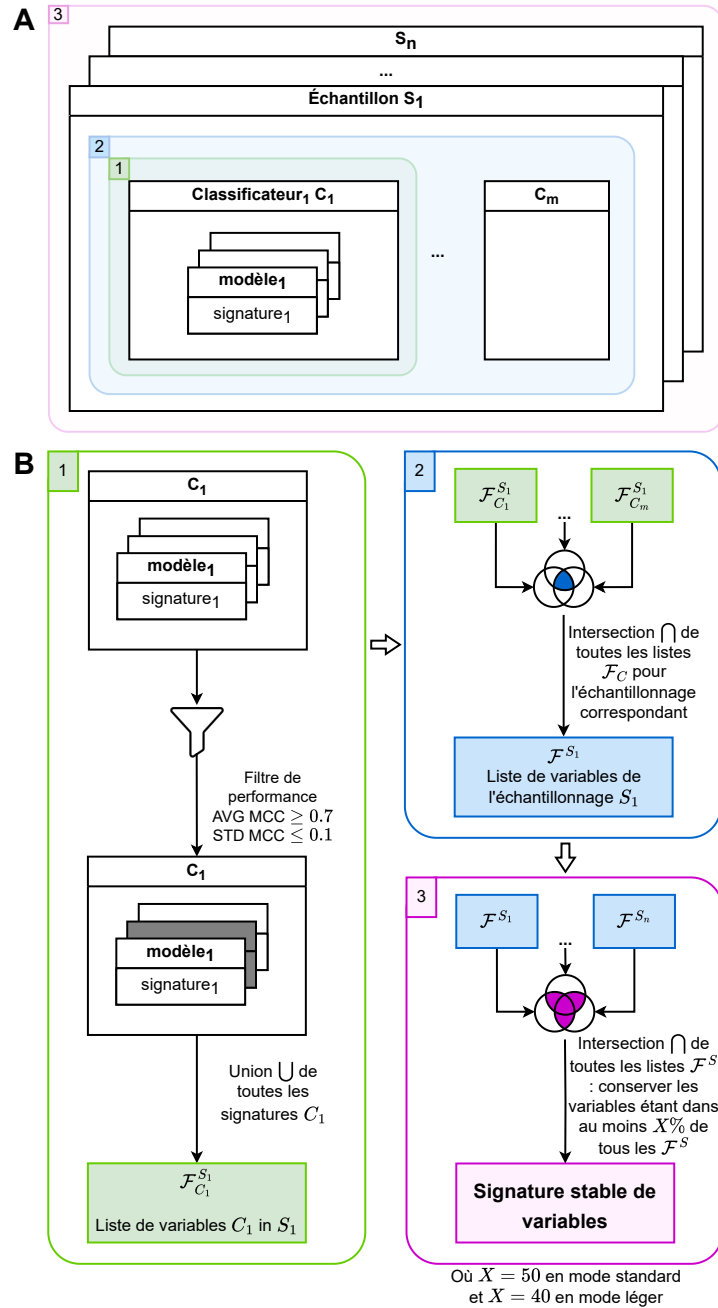 A
3
Sn
...
Échantillon S1
2
1
Classificateur1 C1
modèle1
signature1
...
Cm
B
1
C1
modèle1
signature1
Filtre de
performance
AVG MCC ≥ 0.7
STD MCC ≤ 0.1
C1
modèle1
signature1
Union ⋃ de
toutes les
signatures C1
F_{C1}^{S1}
Liste de variables C1 in S1
2
F_{C1}^{S1}
...
F_{Cm}^{S1}
Intersection ⋂ de
toutes les listes
F_C pour
l'échantillonnage
correspondant
F^{S1}
Liste de variables de
l'échantillonnage S1
3
F^{S1}
...
F^{Sn}
Intersection ⋂ de
toutes les listes F^S
: conserver les
variables étant dans
au moins X% de
tous les F^S
Signature stable de
variables
Où X = 50 en mode standard
et X = 40 en mode léger